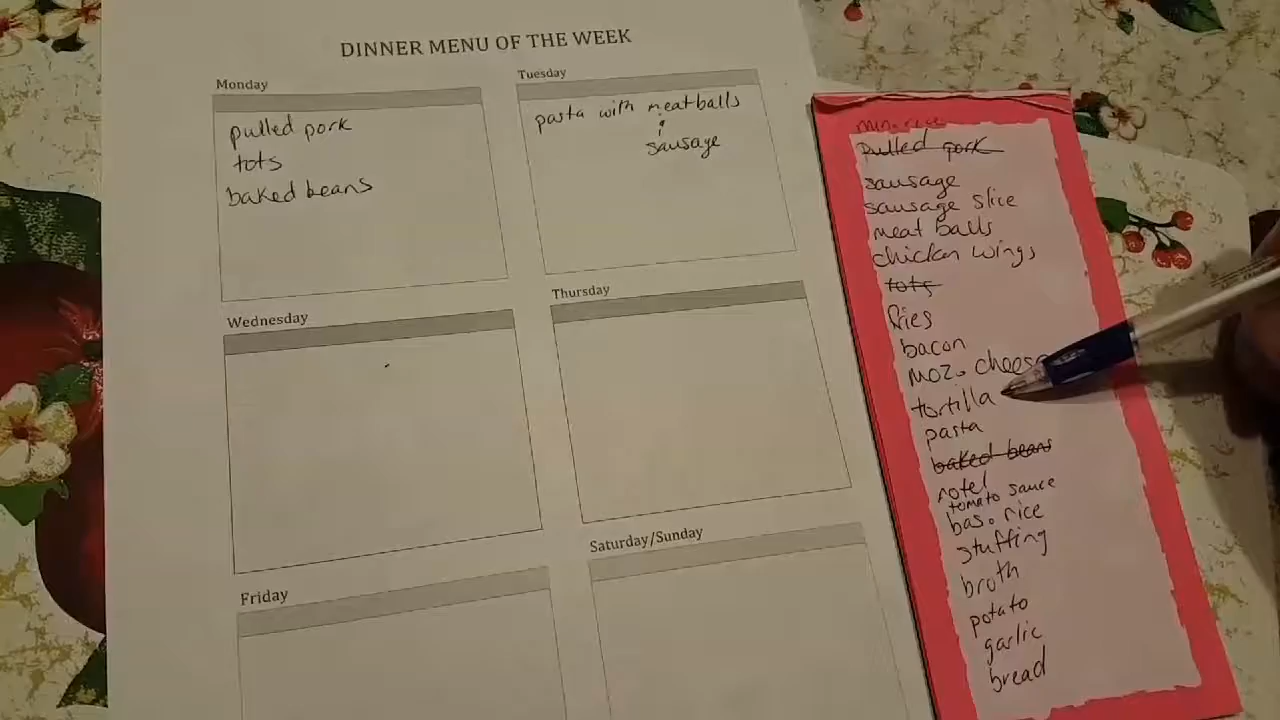 DINNER MENU OF THE WEEK
Monday
pulled pork
tots
baked beans
Tuesday
pasta with meatballs
sausage
Wednesday
Thursday
Friday
Saturday/Sunday
pulled pork
sausage
sausage slice
meat balls
chicken wings
tots
fries
bacon
moz. cheese
tortilla
pasta
baked beans
rotel
tomato sauce
bas. rice
stuffing
broth
potato
garlic
bread